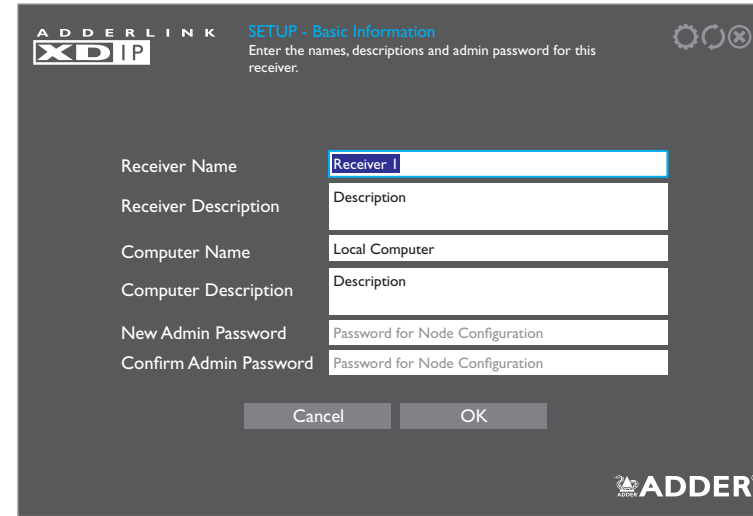 ADDERLINK
XDIP
SETUP - Basic Information
Enter the names, descriptions and admin password for this
receiver.
Receiver Name
Receiver 1
Receiver Description
Description
Computer Name
Local Computer
Computer Description
Description
New Admin Password
Password for Node Configuration
Confirm Admin Password
Password for Node Configuration
Cancel
OK
ADDER
ADDER®